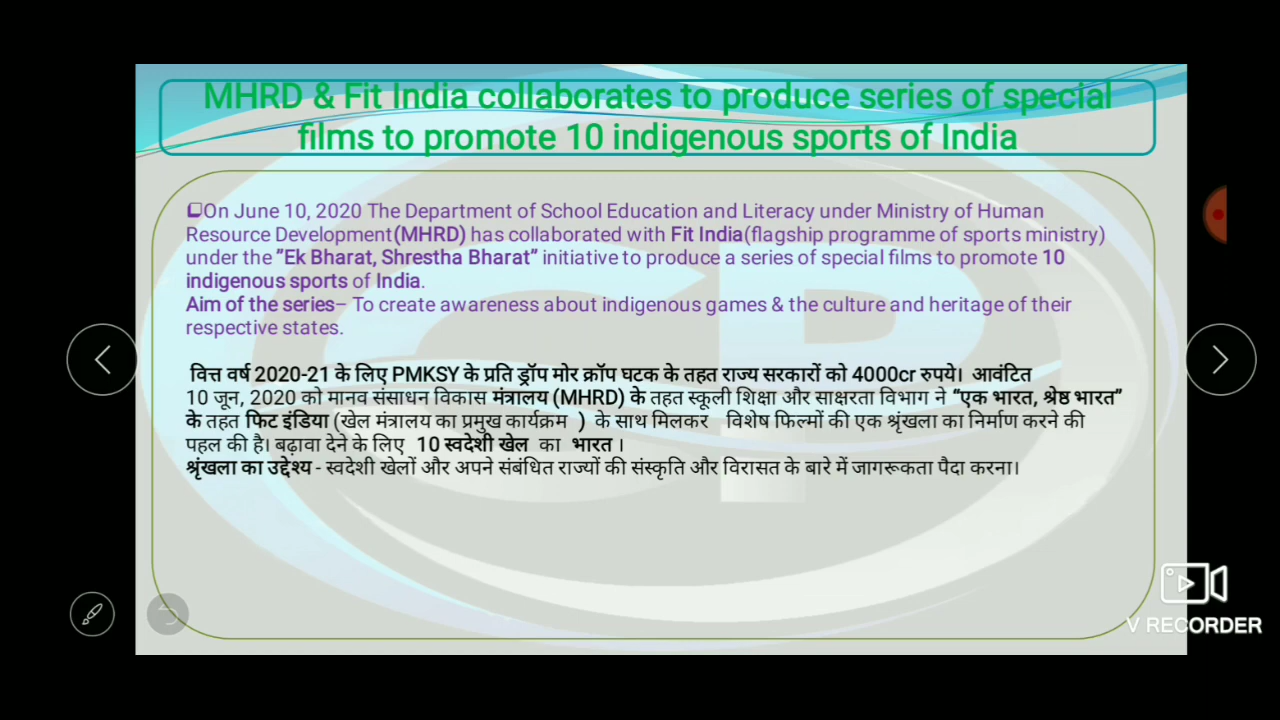 MHRD & Fit India collaborates to produce series of special
films to promote 10 indigenous sports of India
❑On June 10, 2020 The Department of School Education and Literacy under Ministry of Human
Resource Development(MHRD) has collaborated with Fit India(flagship programme of sports ministry)
under the ”Ek Bharat, Shrestha Bharat” initiative to produce a series of special films to promote 10
indigenous sports of India.
Aim of the series– To create awareness about indigenous games & the culture and heritage of their
respective states.
वित्त वर्ष 2020-21 के लिए PMKSY के प्रति ड्रॉप मोर क्रॉप घटक के तहत राज्य सरकारों को 4000cr रुपये। आवंटित
10 जून, 2020 को मानव संसाधन विकास मंत्रालय (MHRD) के तहत स्कूली शिक्षा और साक्षरता विभाग ने “एक भारत, श्रेष्ठ भारत”
के तहत फिट इंडिया (खेल मंत्रालय का प्रमुख कार्यक्रम ) के साथ मिलकर विशेष फिल्मों की एक श्रृंखला का निर्माण करने की
पहल की है। बढ़ावा देने के लिए 10 स्वदेशी खेल का भारत ।
श्रृंखला का उद्देश्य - स्वदेशी खेलों और अपने संबंधित राज्यों की संस्कृति और विरासत के बारे में जागरूकता पैदा करना।
V RECORDER